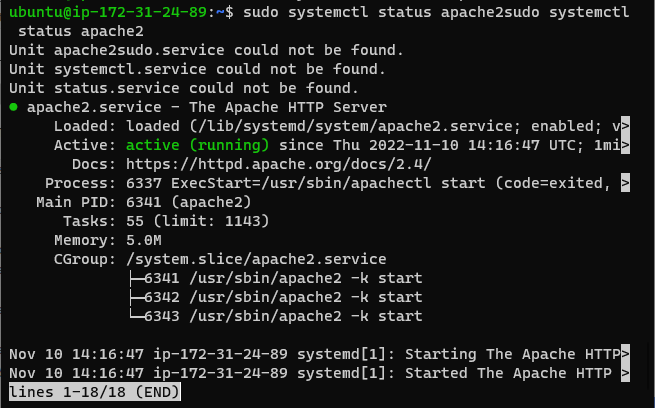 ubuntu@ip-172-31-24-89:~$ sudo systemctl status apache2sudo systemctl
 status apache2
Unit apache2sudo.service could not be found.
Unit systemctl.service could not be found.
Unit status.service could not be found.
● apache2.service - The Apache HTTP Server
     Loaded: loaded (/lib/systemd/system/apache2.service; enabled; v>
     Active: active (running) since Thu 2022-11-10 14:16:47 UTC; 1mi>
       Docs: https://httpd.apache.org/docs/2.4/
    Process: 6337 ExecStart=/usr/sbin/apachectl start (code=exited, >
   Main PID: 6341 (apache2)
      Tasks: 55 (limit: 1143)
     Memory: 5.0M
     CGroup: /system.slice/apache2.service
             ├─6341 /usr/sbin/apache2 -k start
             ├─6342 /usr/sbin/apache2 -k start
             └─6343 /usr/sbin/apache2 -k start

Nov 10 14:16:47 ip-172-31-24-89 systemd[1]: Starting The Apache HTTP>
Nov 10 14:16:47 ip-172-31-24-89 systemd[1]: Started The Apache HTTP >
lines 1-18/18 (END)